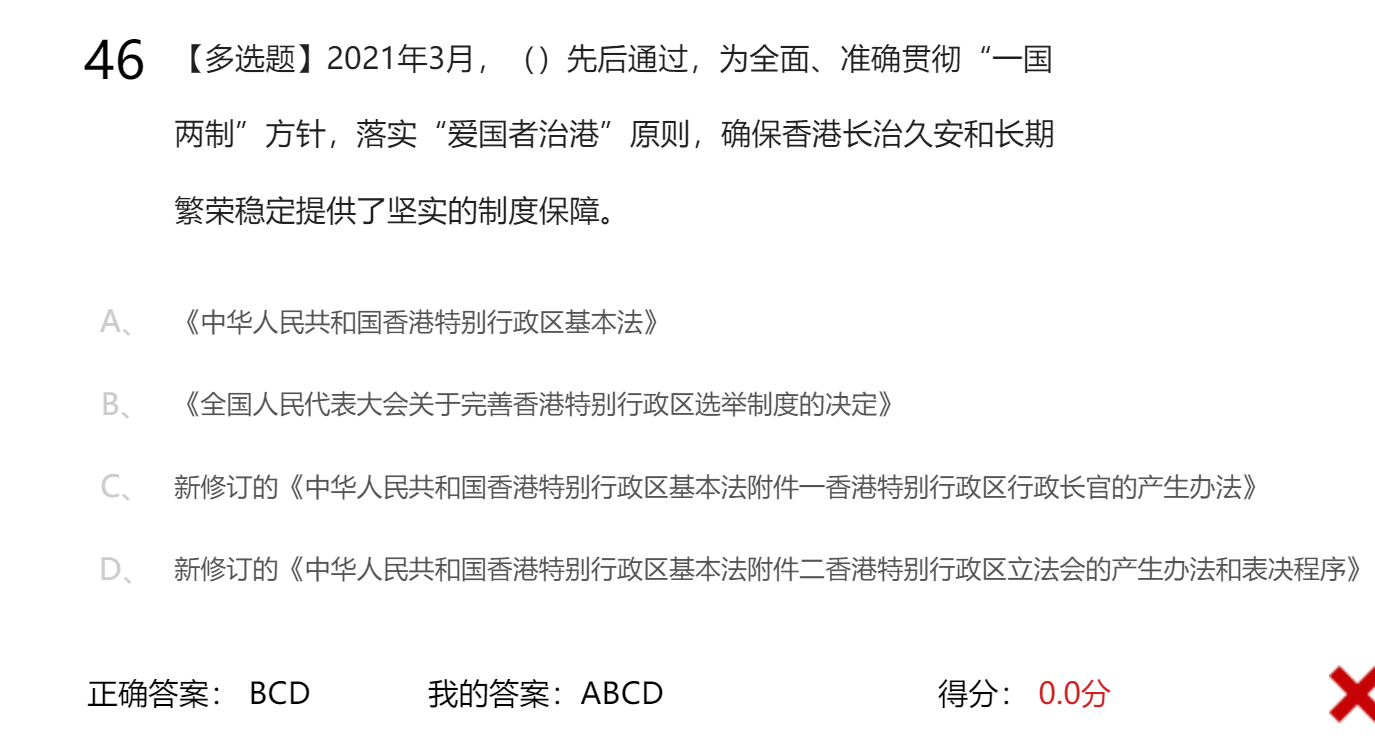 46 【多选题】2021年3月，（）先后通过，为全面、准确贯彻“一国
两制”方针，落实“爱国者治港”原则，确保香港长治久安和长期
繁荣稳定提供了坚实的制度保障。
A、 《中华人民共和国香港特别行政区基本法》
B、 《全国人民代表大会关于完善香港特别行政区选举制度的决定》
C、 新修订的《中华人民共和国香港特别行政区基本法附件一香港特别行政区行政长官的产生办法》
D、 新修订的《中华人民共和国香港特别行政区基本法附件二香港特别行政区立法会的产生办法和表决程序》
正确答案： BCD 我的答案：ABCD 得分： 0.0分